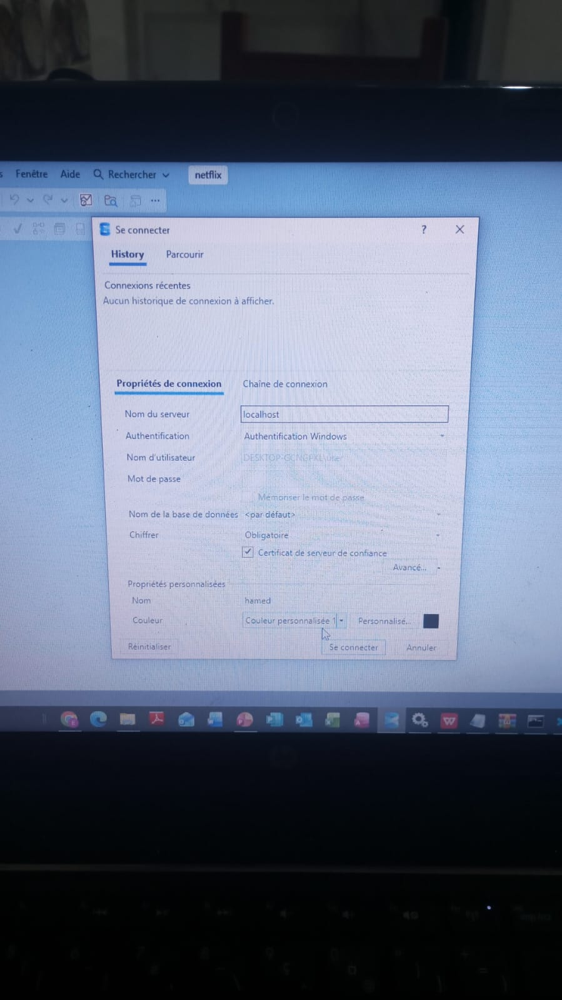 Fenêtre Aide Rechercher netflix
Se connecter ?
History Parcourir
Connexions récentes
Aucun historique de connexion à afficher.
Propriétés de connexion Chaîne de connexion
Nom du serveur localhost
Authentification Authentification Windows
Nom d'utilisateur
Mot de passe
Mémoriser le mot de passe
Nom de la base de données <par défaut>
Chiffrer Obligatoire
Certificat de serveur de confiance
Avancé...
Propriétés personnalisées
Nom hamed
Couleur Couleur personnalisée 1 Personnalisé...
Réinitialiser Se connecter Annuler